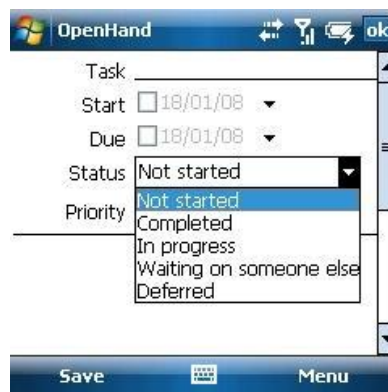 OpenHand
ok
Task
Start 18/01/08
Due 18/01/08
Status Not started
Not started
Priority
Completed
In progress
Waiting on someone else
Deferred
Save Menu